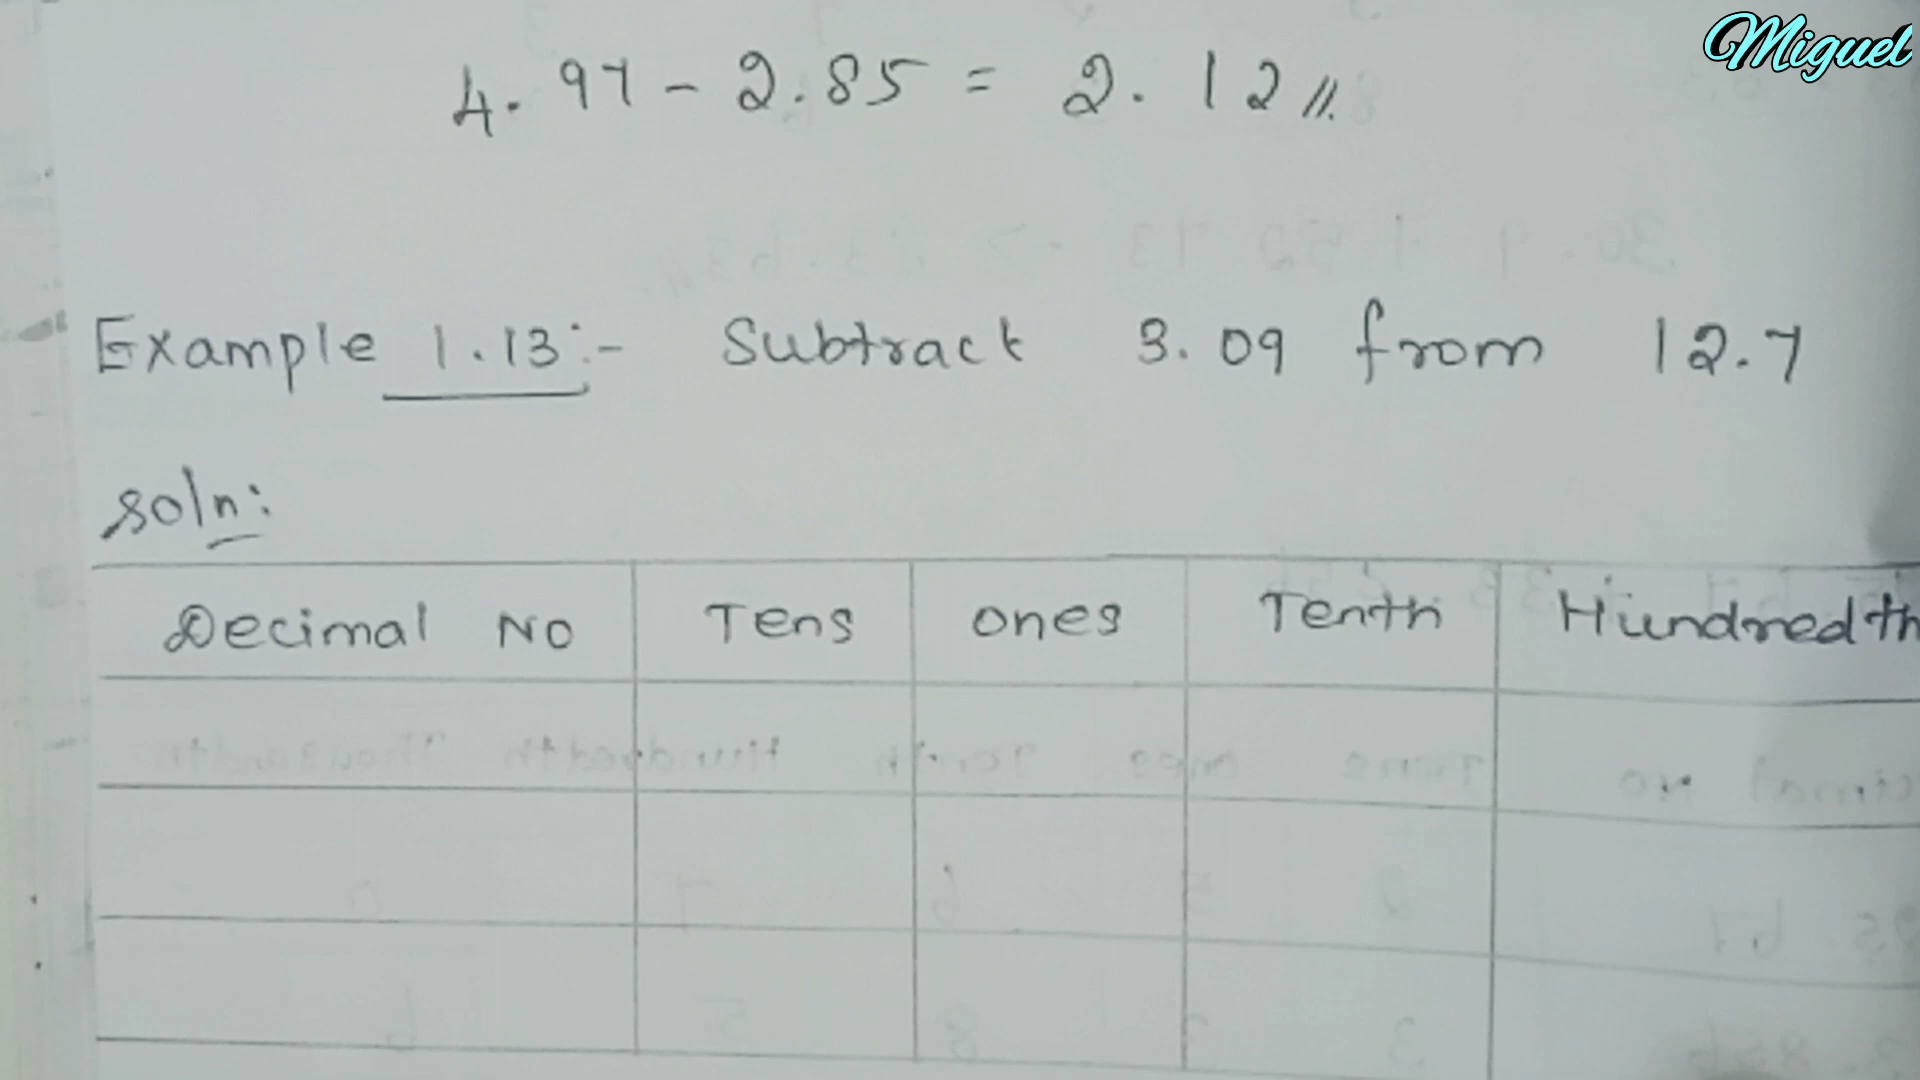 Miguel
4.97 - 2.85 = 2.12 //.
Example 1.13:- Subtract 3.09 from 12.7
soln:
Decimal No Tens ones Tenth Hundredth